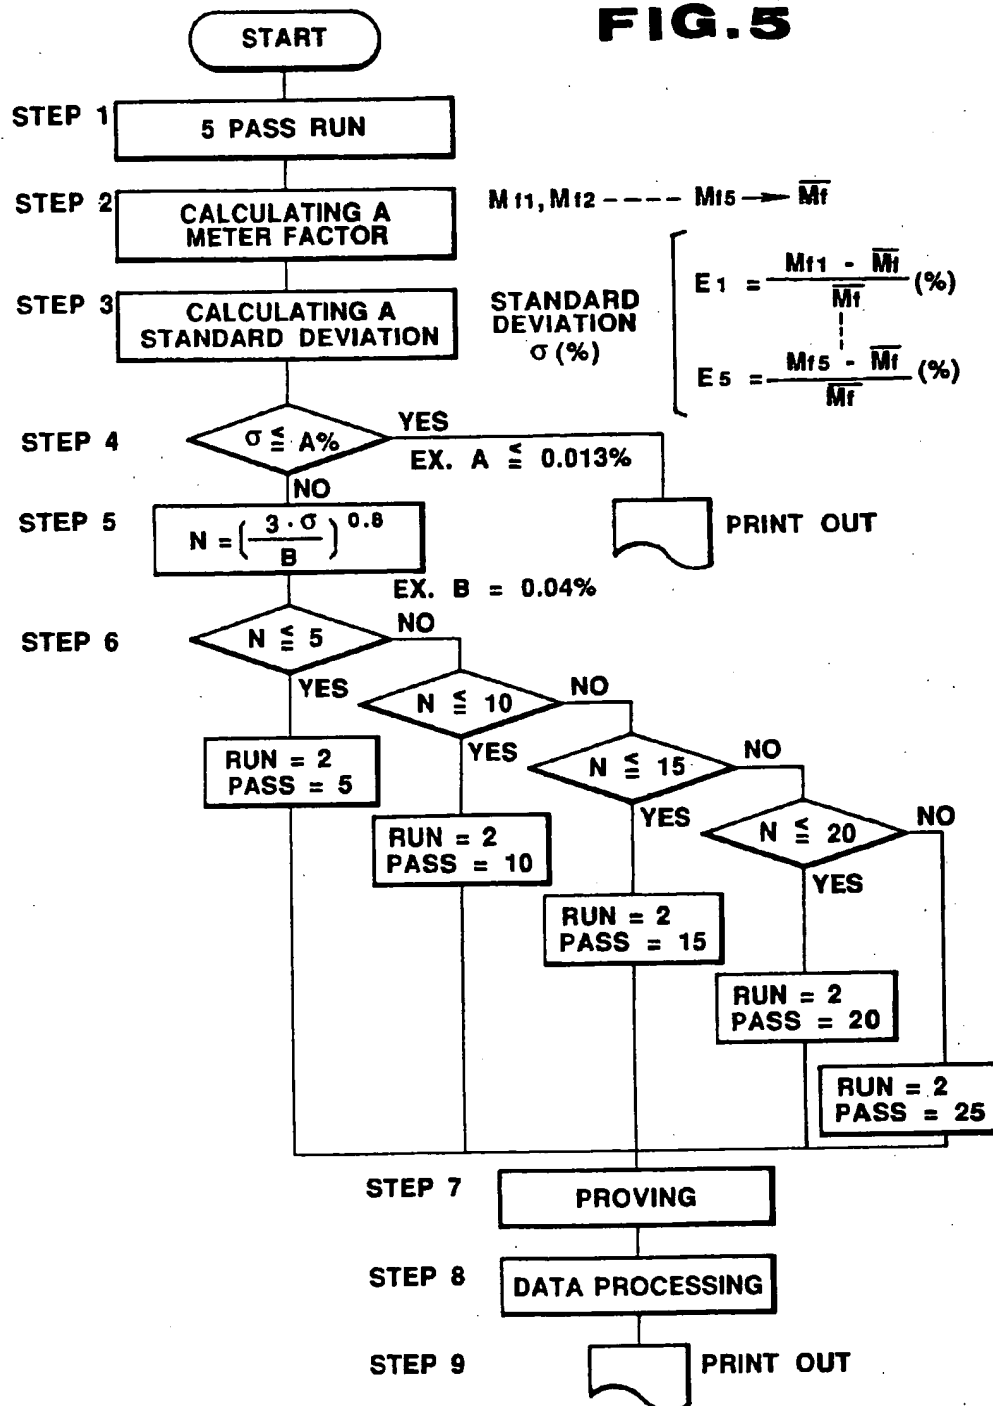 FIG.5
START
STEP 1
5 PASS RUN
STEP 2
CALCULATING A
METER FACTOR
Mf1, Mf2 ---- Mf5 → M̅f̅
STEP 3
CALCULATING A
STANDARD DEVIATION
STANDARD
DEVIATION
σ (%)
E1 = (Mf1 - M̅f̅) / M̅f̅ (%)
E5 = (Mf5 - M̅f̅) / M̅f̅ (%)
STEP 4
σ ≦ A%
YES
EX. A ≦ 0.013%
NO
PRINT OUT
STEP 5
N = (3·σ / B)^0.8
EX. B = 0.04%
STEP 6
N ≦ 5
NO
YES
N ≦ 10
NO
YES
N ≦ 15
NO
YES
N ≦ 20
NO
YES
RUN = 2
PASS = 5
RUN = 2
PASS = 10
RUN = 2
PASS = 15
RUN = 2
PASS = 20
RUN = 2
PASS = 25
STEP 7
PROVING
STEP 8
DATA PROCESSING
STEP 9
PRINT OUT